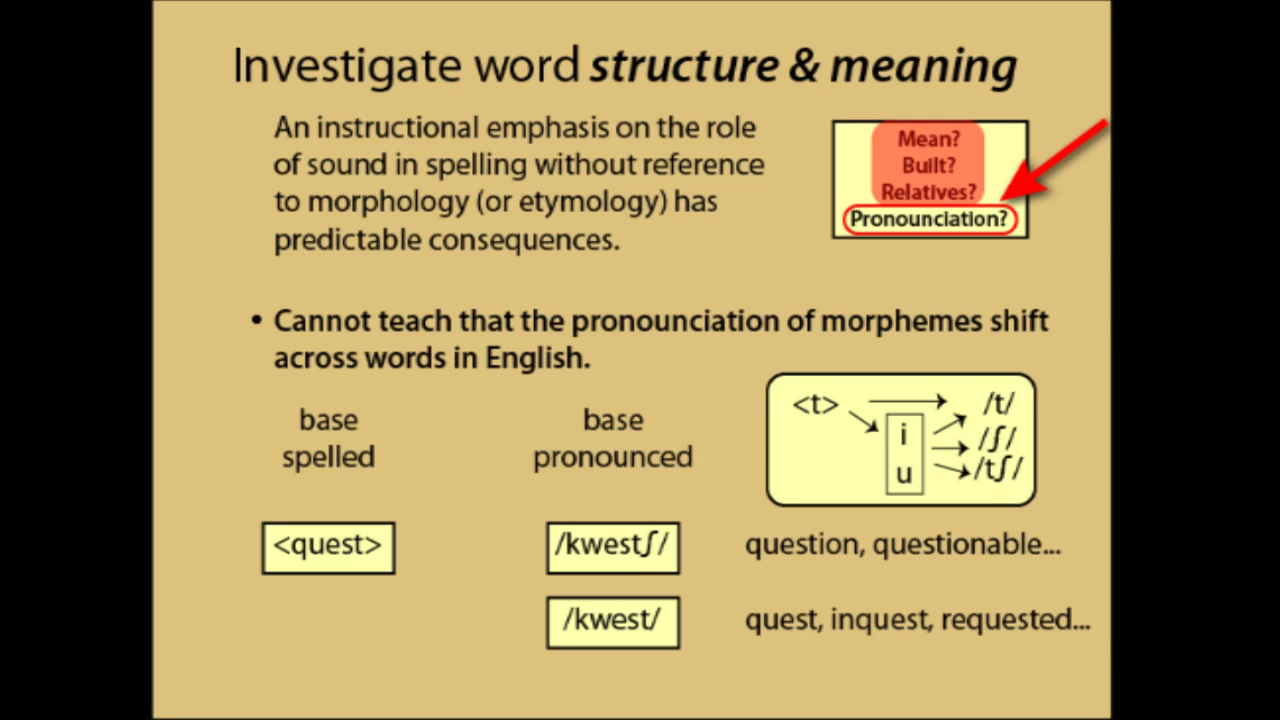 Investigate word structure & meaning
An instructional emphasis on the role
of sound in spelling without reference
to morphology (or etymology) has
predictable consequences.
Mean?
Built?
Relatives?
Pronounciation?
• Cannot teach that the pronounciation of morphemes shift
across words in English.
base
spelled
base
pronounced
<t>
i
u
/t/
/ʃ/
/tʃ/
<quest>
/kwestʃ/
question, questionable...
/kwest/
quest, inquest, requested...